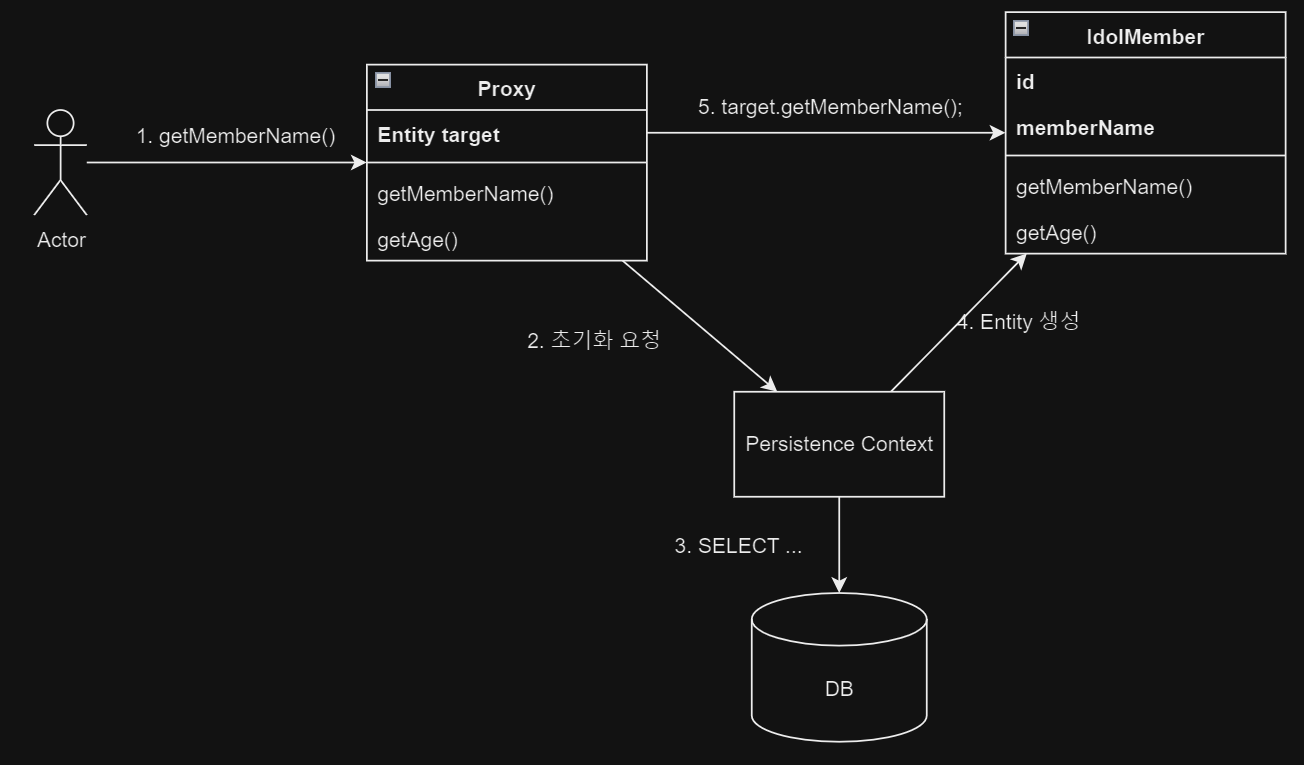 IdolMember
id
memberName
getMemberName()
getAge()
Proxy
Entity target
getMemberName()
getAge()
1. getMemberName()
5. target.getMemberName();
Actor
2. 초기화 요청
4. Entity 생성
Persistence Context
3. SELECT ...
DB